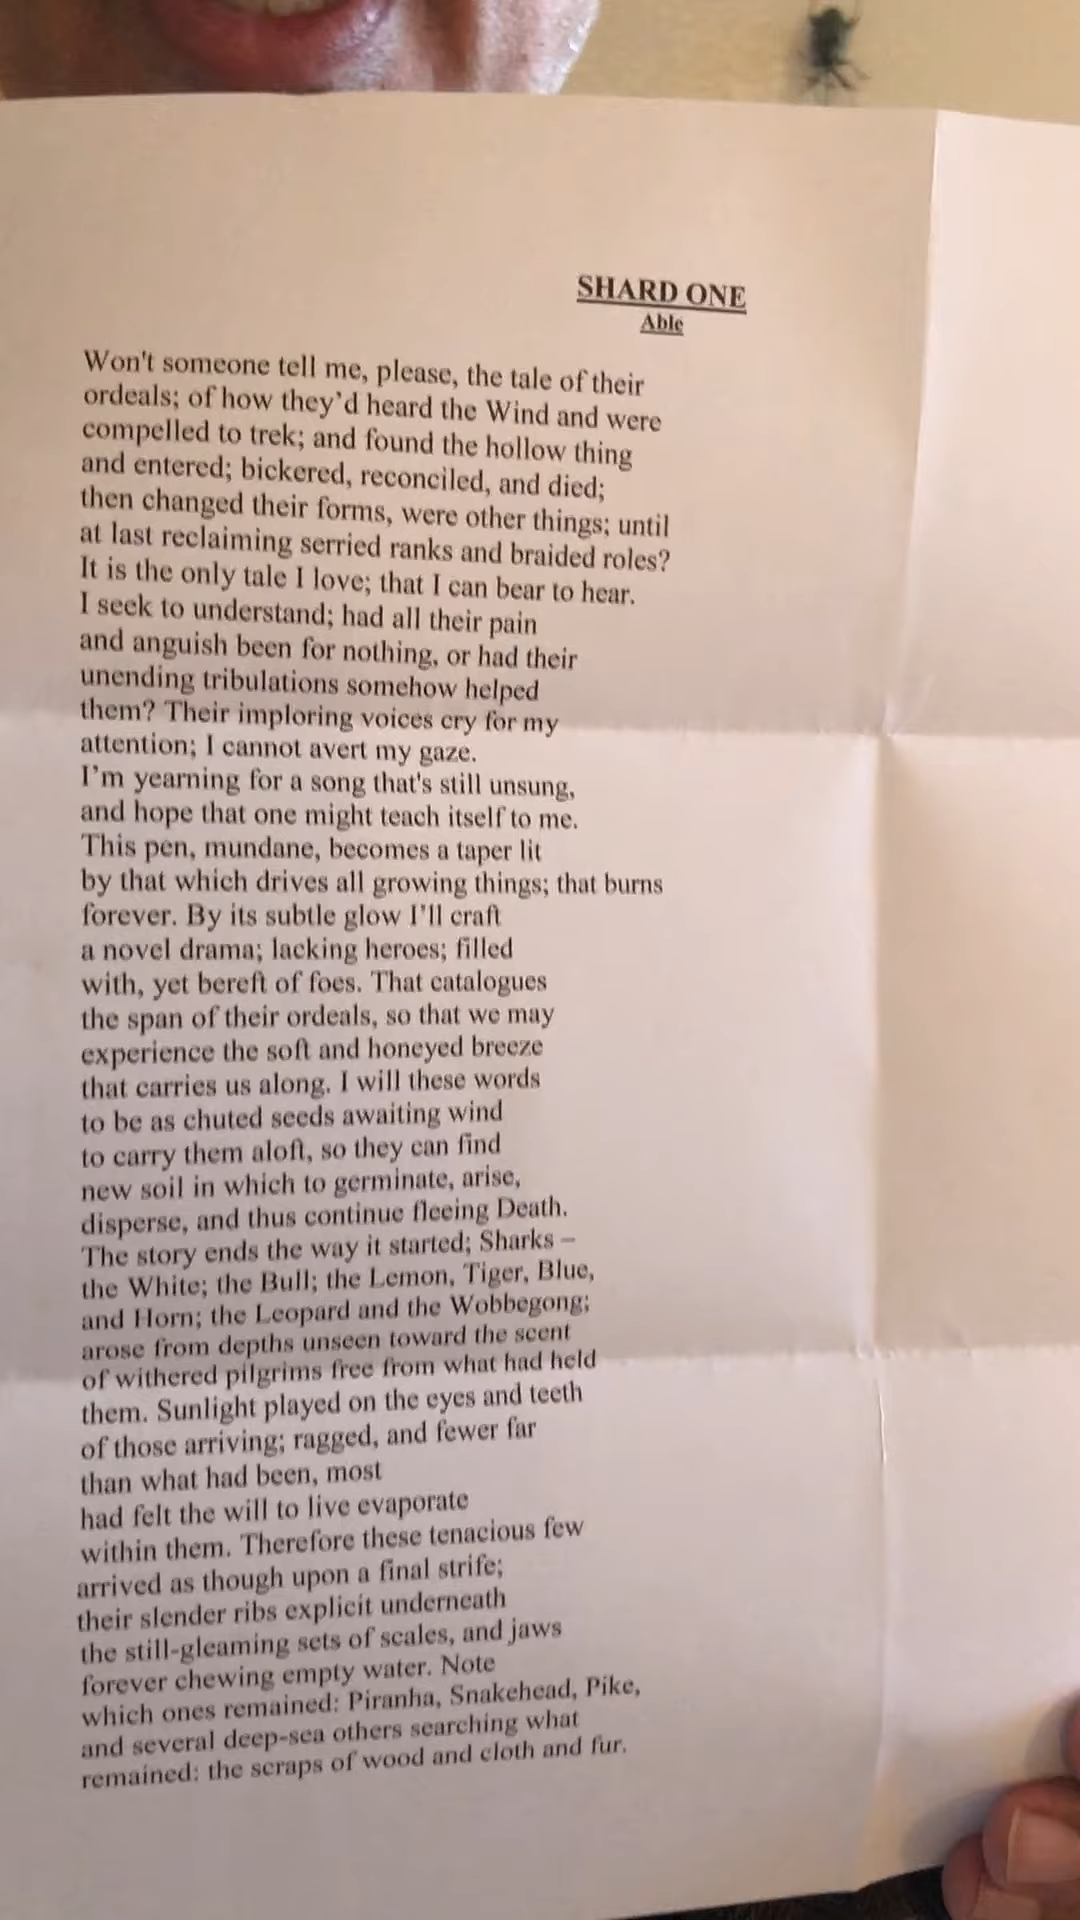 SHARD ONE
Able
Won't someone tell me, please, the tale of their
ordeals; of how they’d heard the Wind and were
compelled to trek; and found the hollow thing
and entered; bickered, reconciled, and died;
then changed their forms, were other things; until
at last reclaiming serried ranks and braided roles?
It is the only tale I love; that I can bear to hear.
I seek to understand; had all their pain
and anguish been for nothing, or had their
unending tribulations somehow helped
them? Their imploring voices cry for my
attention; I cannot avert my gaze.
I’m yearning for a song that's still unsung,
and hope that one might teach itself to me.
This pen, mundane, becomes a taper lit
by that which drives all growing things; that burns
forever. By its subtle glow I’ll craft
a novel drama; lacking heroes; filled
with, yet bereft of foes. That catalogues
the span of their ordeals, so that we may
experience the soft and honeyed breeze
that carries us along. I will these words
to be as chuted seeds awaiting wind
to carry them aloft, so they can find
new soil in which to germinate, arise,
disperse, and thus continue fleeing Death.
The story ends the way it started; Sharks –
the White; the Bull; the Lemon, Tiger, Blue,
and Horn; the Leopard and the Wobbegong;
arose from depths unseen toward the scent
of withered pilgrims free from what had held
them. Sunlight played on the eyes and teeth
of those arriving; ragged, and fewer far
than what had been, most
had felt the will to live evaporate
within them. Therefore these tenacious few
arrived as though upon a final strife;
their slender ribs explicit underneath
the still-gleaming sets of scales, and jaws
forever chewing empty water. Note
which ones remained: Piranha, Snakehead, Pike,
and several deep-sea others searching what
remained: the scraps of wood and cloth and fur.